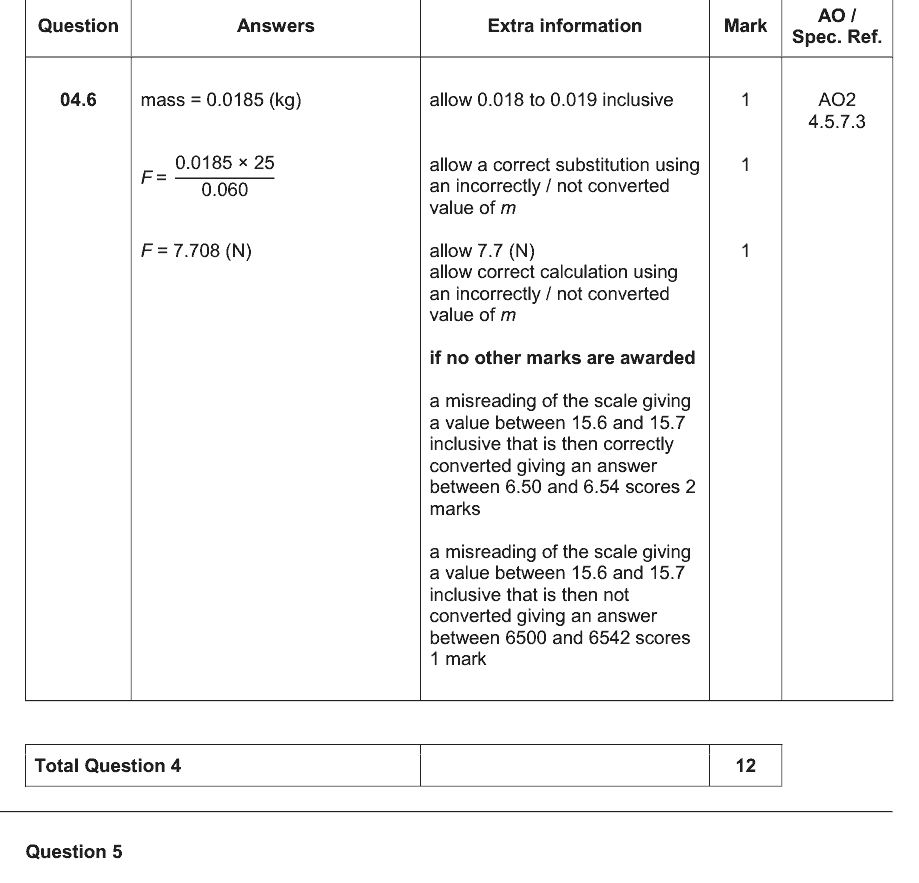 Question Answers Extra information Mark AO /
Spec. Ref.
04.6 mass = 0.0185 (kg) allow 0.018 to 0.019 inclusive 1 AO2
4.5.7.3
F = 0.0185 × 25
0.060
allow a correct substitution using 1
an incorrectly / not converted
value of m
F = 7.708 (N) allow 7.7 (N) 1
allow correct calculation using
an incorrectly / not converted
value of m
if no other marks are awarded
a misreading of the scale giving
a value between 15.6 and 15.7
inclusive that is then correctly
converted giving an answer
between 6.50 and 6.54 scores 2
marks
a misreading of the scale giving
a value between 15.6 and 15.7
inclusive that is then not
converted giving an answer
between 6500 and 6542 scores
1 mark
Total Question 4 12
Question 5